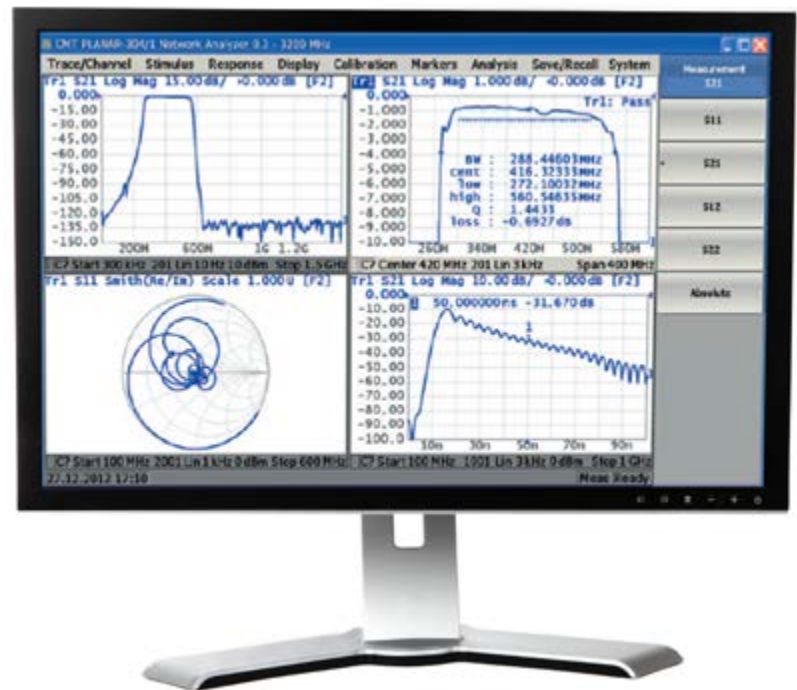 CMT PLANAR-304/1 Network Analyzer 0.3 - 3200 MHz
Trace/Channel Stimulus Response Display Calibration Markers Analysis Save/Recall System
Measurement
S21
S11
S21
S12
S22
Absolute
Tr1 S21 Log Mag 15.00dB/ 0.000dB [F2]
0.000
-15.00
-30.00
-45.00
-60.00
-75.00
-90.00
-105.0
-120.0
-135.0
-150.0
200M 600M 1G 1.2G
Start 300 kHz 201 Lin 10 Hz 10 dBm Stop 1.5 GHz
Tr1 S21 Log Mag 1.000dB/ 0.000dB [F2]
Tr1: Pass
0.000
-1.000
-2.000
-3.000
-4.000
-5.000
-6.000
-7.000
-8.000
-9.000
-10.00
BW : 288.44603MHz
cent : 416.32333MHz
low : 272.10032MHz
high : 560.54635MHz
Q : 1.4433
loss : -0.6927dB
260M 340M 420M 500M 580M
Center 420 MHz 201 Lin 3 kHz Span 400 MHz
Tr1 S11 Smith(Re/Im) Scale 1.000U [F2]
Start 100 MHz 2001 Lin 1 kHz 0 dBm Stop 600 MHz
Tr1 S21 Log Mag 10.00dB/ 0.000dB [F2]
0.000
-10.00
-20.00
-30.00
-40.00
-50.00
-60.00
-70.00
-80.00
-90.00
-100.0
50.000000ns -31.670dB
1
10n 30n 50n 70n 90n
Start 100 MHz 1001 Lin 3 kHz 0 dBm Stop 1 GHz
27.12.2012 17:10
Meas Ready